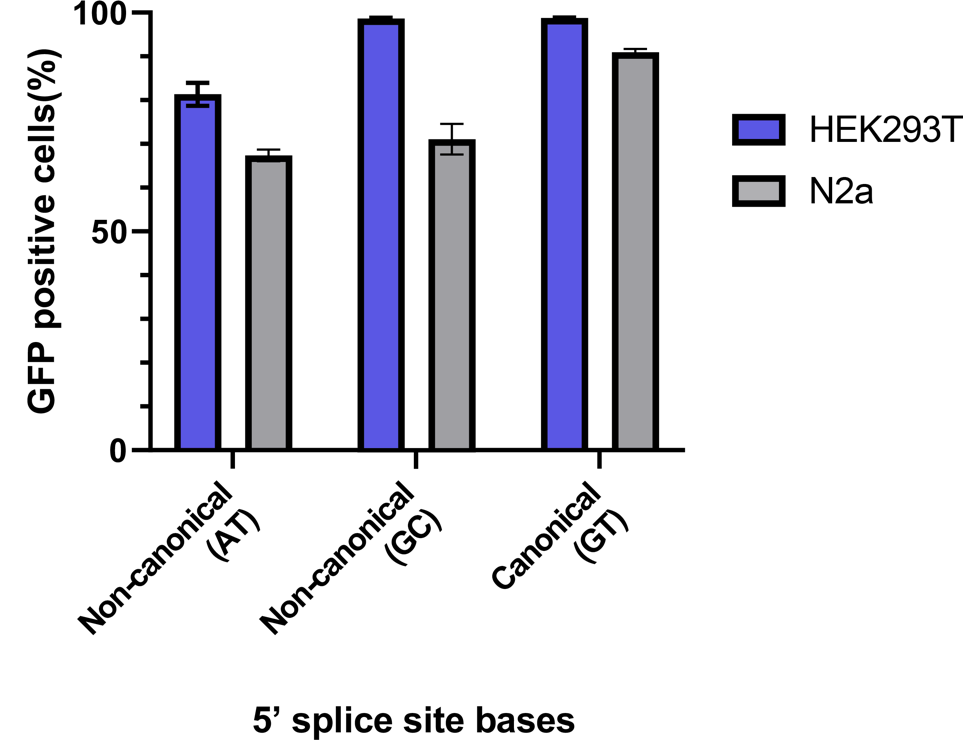 GFP positive cells(%)
100
50
0
HEK293T
N2a
Non-canonical
(AT)
Non-canonical
(GC)
Canonical
(GT)
5’ splice site bases